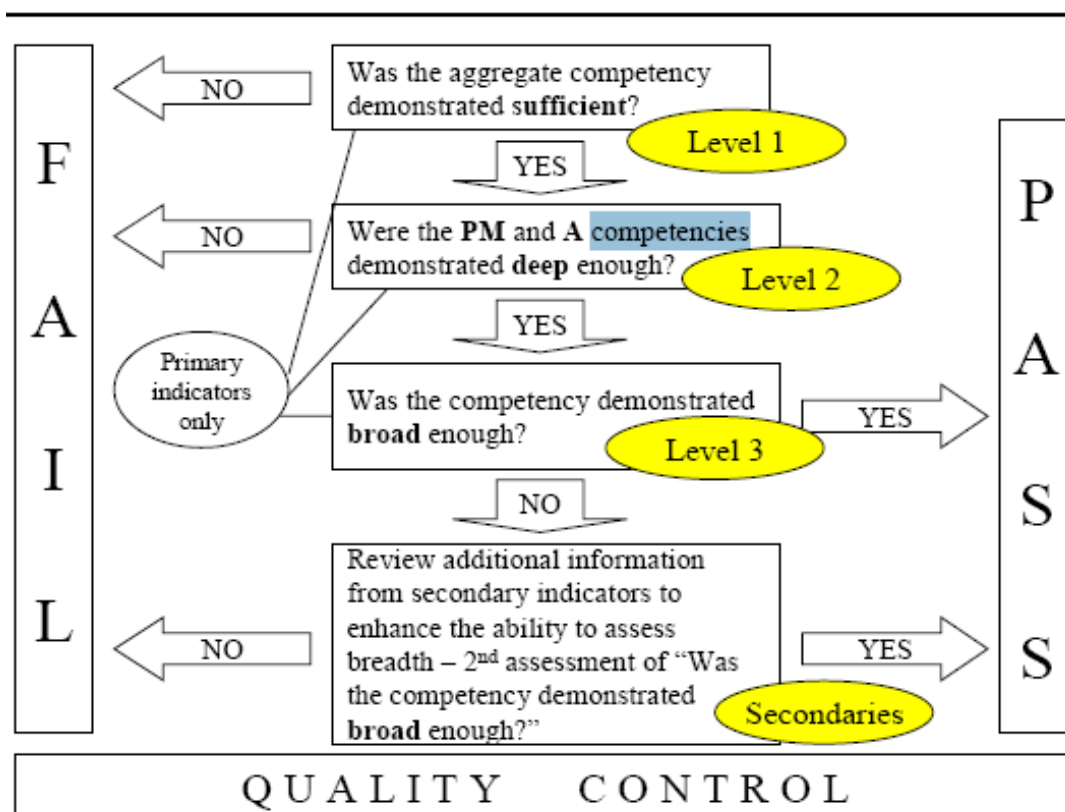 NO
Was the aggregate competency
demonstrated sufficient?
Level 1
YES
F
A
I
L
P
A
S
S
NO
Were the PM and A competencies
demonstrated deep enough?
Level 2
YES
Primary
indicators
only
Was the competency demonstrated
broad enough?
Level 3
YES
NO
Review additional information
from secondary indicators to
enhance the ability to assess
breadth – 2nd assessment of “Was
the competency demonstrated
broad enough?”
NO
YES
Secondaries
QUALITY CONTROL